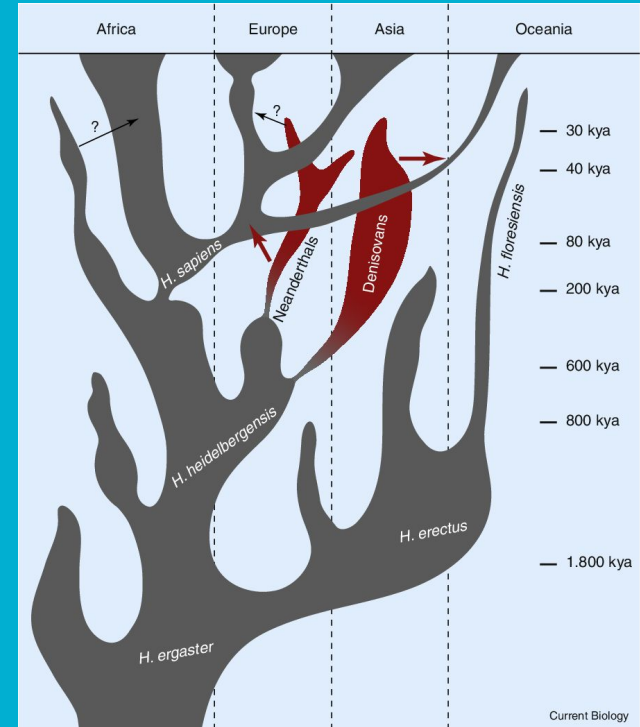 Africa
Europe
Asia
Oceania
?
?
30 kya
40 kya
80 kya
200 kya
600 kya
800 kya
1.800 kya
H. sapiens
Neanderthals
Denisovans
H. floresiensis
H. heidelbergensis
H. erectus
H. ergaster
Current Biology